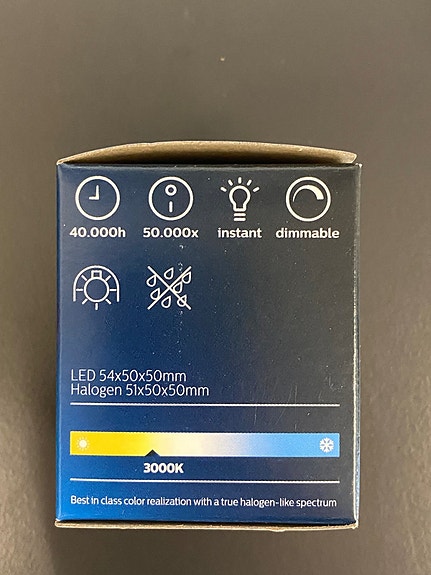 40.000h 50.000x instant dimmable
LED 54x50x50mm
Halogen 51x50x50mm
3000K
Best in class color realization with a true halogen-like spectrum